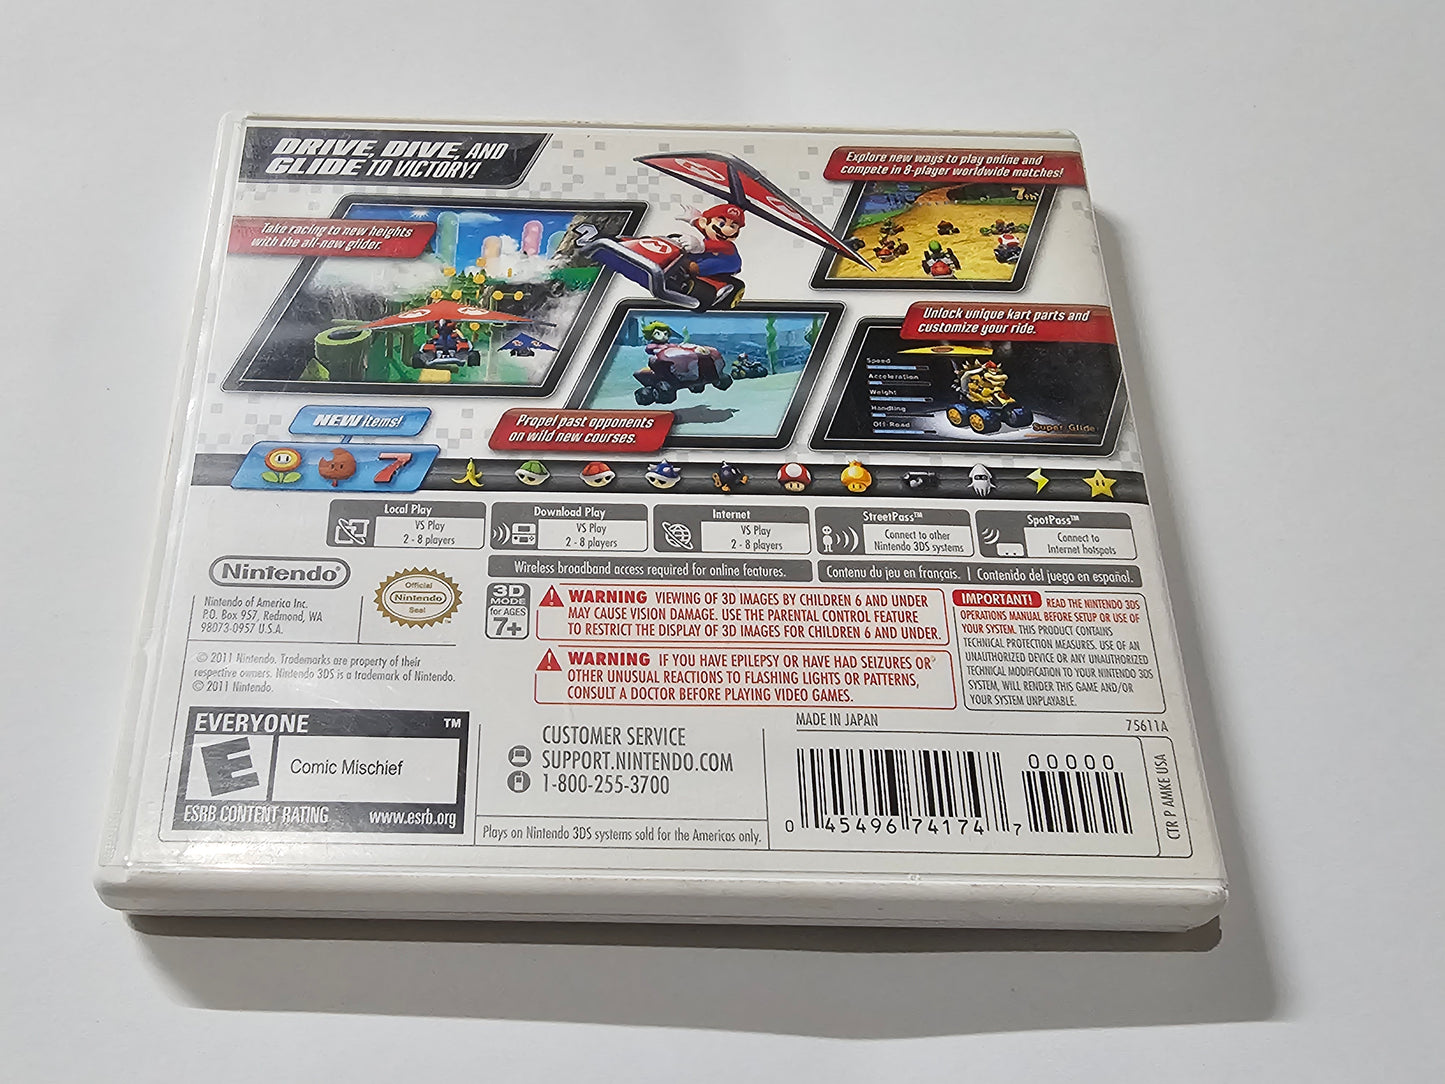 DRIVE, DIVE, AND
GLIDE TO VICTORY!
Explore new ways to play online and
compete in 8-player worldwide matches!
7th
Take racing to new heights
with the all-new glider.
2
Unlock unique kart parts and
customize your ride.
Speed
Acceleration
Weight
Handling
Off-Road
Super Glider
Propel past opponents
on wild new courses.
NEW items!
7
Local Play
VS Play
2 - 8 players
Download Play
VS Play
2 - 8 players
Internet
VS Play
2 - 8 players
StreetPass™
Connect to other
Nintendo 3DS systems
SpotPass™
Connect to
Internet hotspots
Wireless broadband access required for online features.
Contenu du jeu en français. | Contenido del juego en español.
Nintendo®
Nintendo of America Inc.
P.O. Box 957, Redmond, WA
98073-0957 U.S.A.
Official
Nintendo
Seal
3D
MODE
for AGES
7+
WARNING VIEWING OF 3D IMAGES BY CHILDREN 6 AND UNDER
MAY CAUSE VISION DAMAGE. USE THE PARENTAL CONTROL FEATURE
TO RESTRICT THE DISPLAY OF 3D IMAGES FOR CHILDREN 6 AND UNDER.
WARNING IF YOU HAVE EPILEPSY OR HAVE HAD SEIZURES OR
OTHER UNUSUAL REACTIONS TO FLASHING LIGHTS OR PATTERNS,
CONSULT A DOCTOR BEFORE PLAYING VIDEO GAMES.
IMPORTANT! READ THE NINTENDO 3DS
OPERATIONS MANUAL BEFORE SETUP OR USE OF
YOUR SYSTEM. THIS PRODUCT CONTAINS
TECHNICAL PROTECTION MEASURES. USE OF AN
UNAUTHORIZED DEVICE OR ANY UNAUTHORIZED
TECHNICAL MODIFICATION TO YOUR NINTENDO 3DS
SYSTEM, WILL RENDER THIS GAME AND/OR
YOUR SYSTEM UNPLAYABLE.
© 2011 Nintendo. Trademarks are property of their
respective owners. Nintendo 3DS is a trademark of Nintendo.
© 2011 Nintendo.
EVERYONE ™
E
Comic Mischief
ESRB CONTENT RATING www.esrb.org
CUSTOMER SERVICE
SUPPORT.NINTENDO.COM
1-800-255-3700
Plays on Nintendo 3DS systems sold for the Americas only.
MADE IN JAPAN
75611A
00000
0 45496 74174 7
CTR P AMKE USA